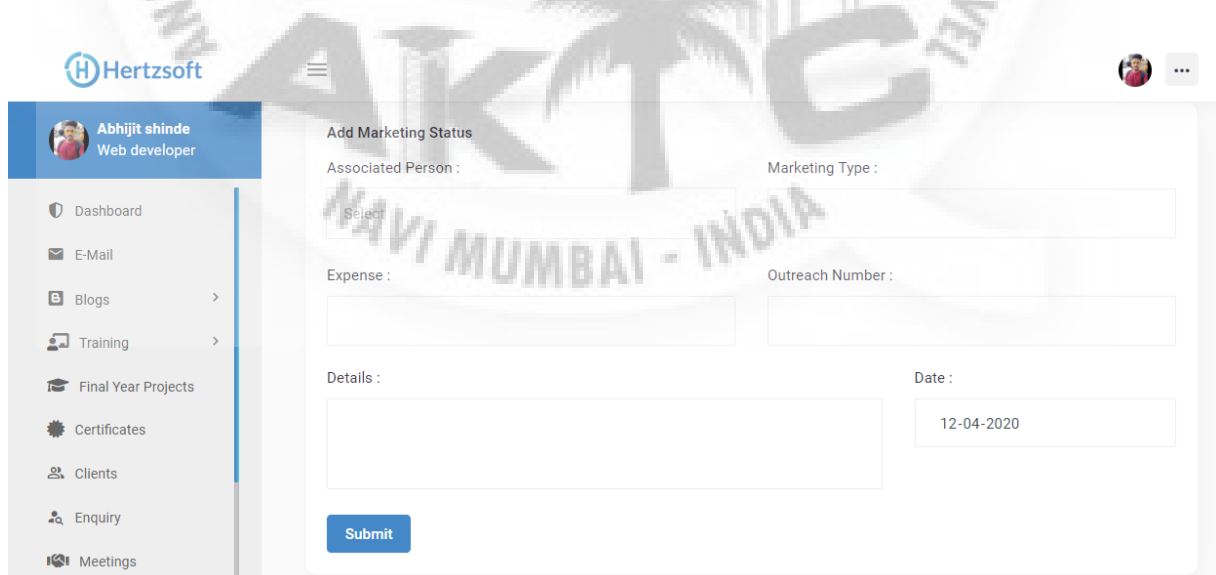 Hertzsoft
Abhijit shinde
Web developer
Dashboard
E-Mail
Blogs
Training
Final Year Projects
Certificates
Clients
Enquiry
Meetings
Add Marketing Status
Associated Person :
Marketing Type :
Select
Expense :
Outreach Number :
Details :
Date :
12-04-2020
Submit
AKTC
NAVI MUMBAI - INDIA